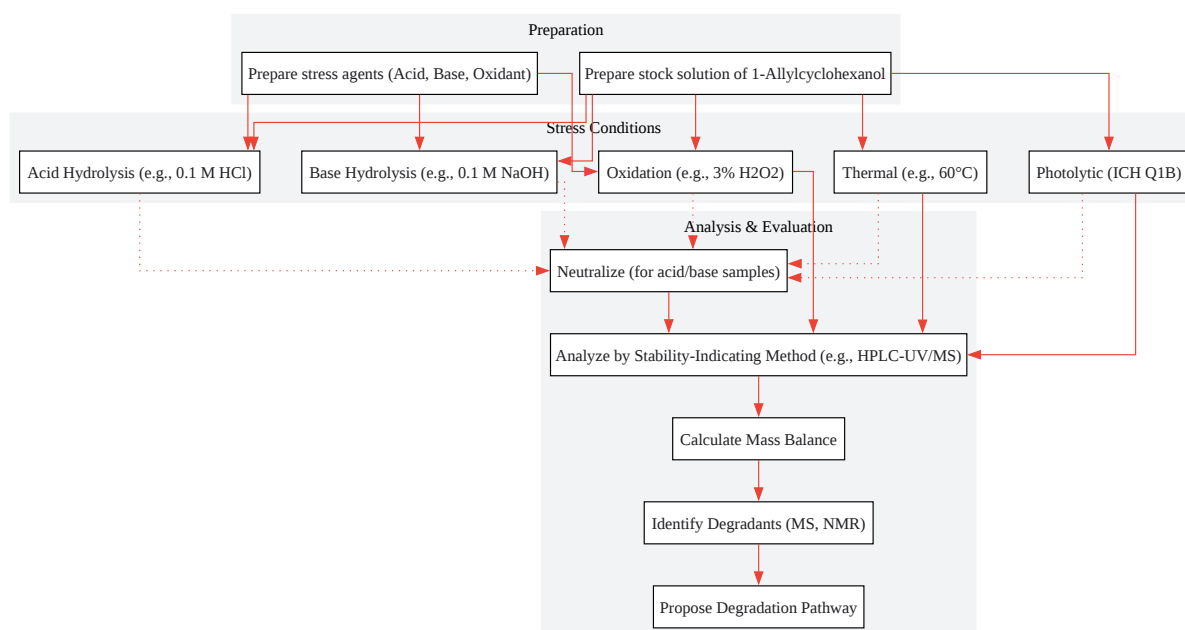 Preparation
Prepare stress agents (Acid, Base, Oxidant)
Prepare stock solution of 1-Allylcyclohexanol
Stress Conditions
Acid Hydrolysis (e.g., 0.1 M HCl)
Base Hydrolysis (e.g., 0.1 M NaOH)
Oxidation (e.g., 3% H2O2)
Thermal (e.g., 60°C)
Photolytic (ICH Q1B)
Analysis & Evaluation
Neutralize (for acid/base samples)
Analyze by Stability-Indicating Method (e.g., HPLC-UV/MS)
Calculate Mass Balance
Identify Degradants (MS, NMR)
Propose Degradation Pathway